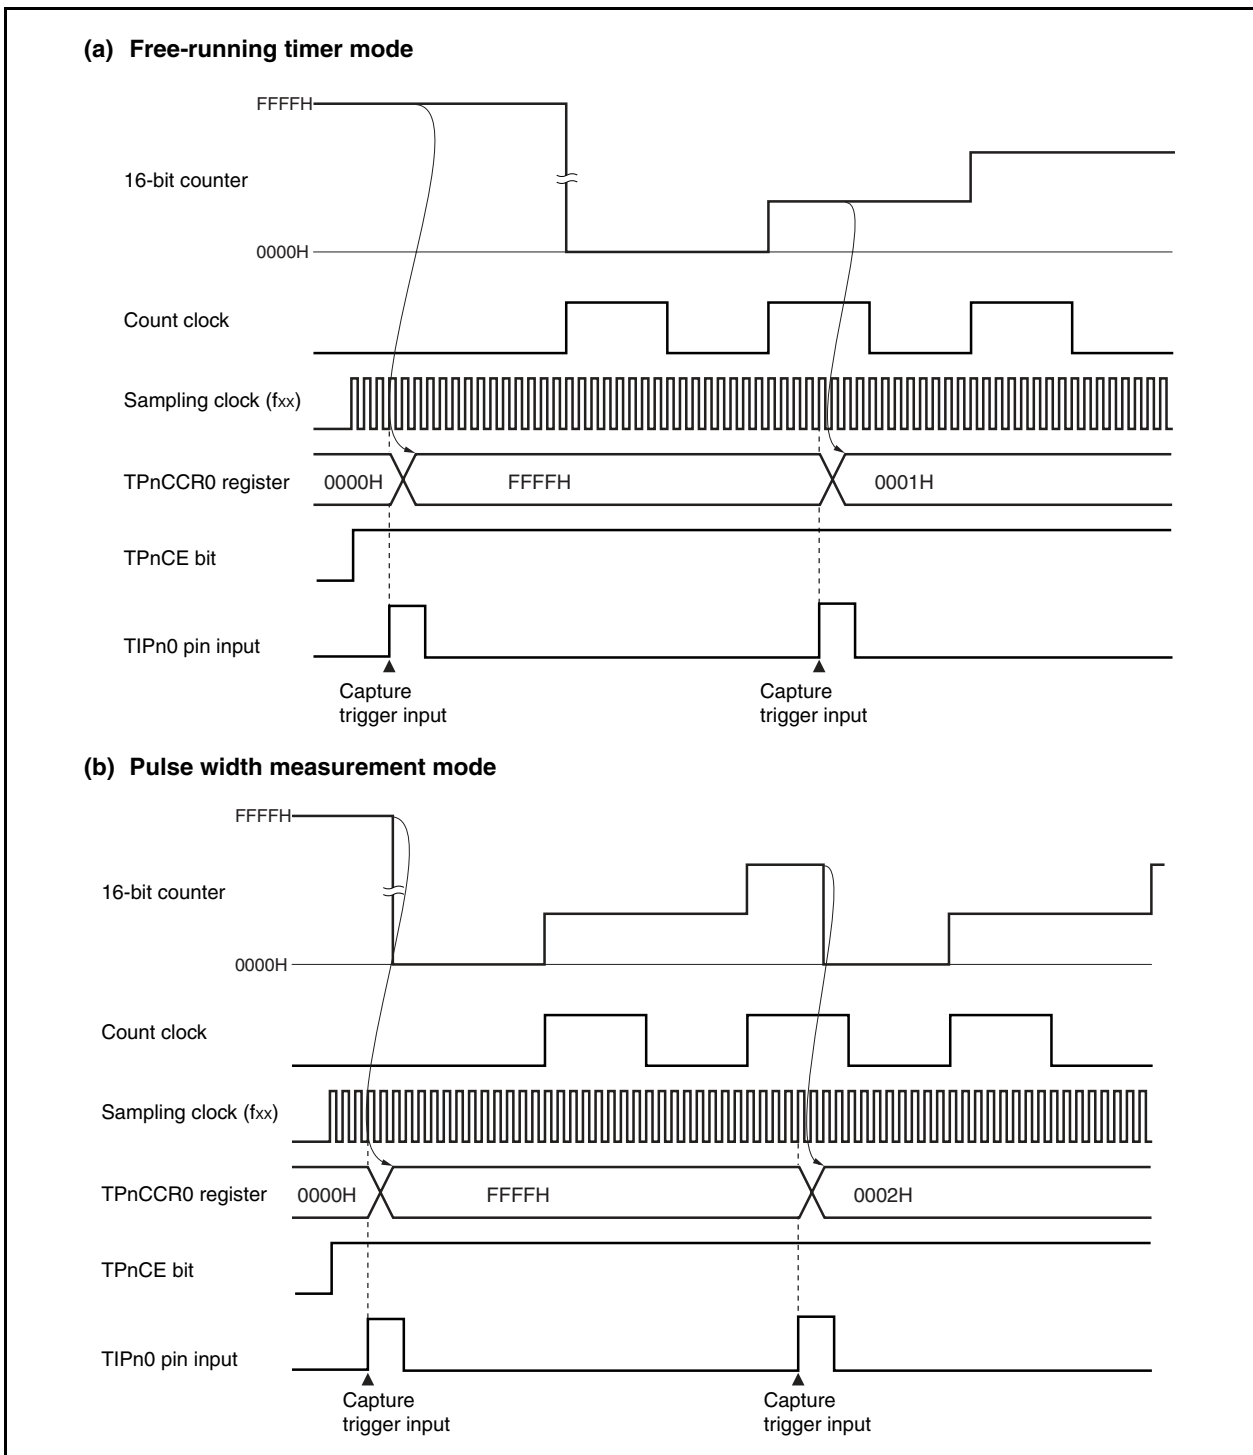 (a) Free-running timer mode
FFFFH
16-bit counter
0000H
Count clock
Sampling clock (fxx)
TPnCCR0 register
0000H
FFFFH
0001H
TPnCE bit
TIPn0 pin input
Capture
trigger input
Capture
trigger input
(b) Pulse width measurement mode
FFFFH
16-bit counter
0000H
Count clock
Sampling clock (fxx)
TPnCCR0 register
0000H
FFFFH
0002H
TPnCE bit
TIPn0 pin input
Capture
trigger input
Capture
trigger input